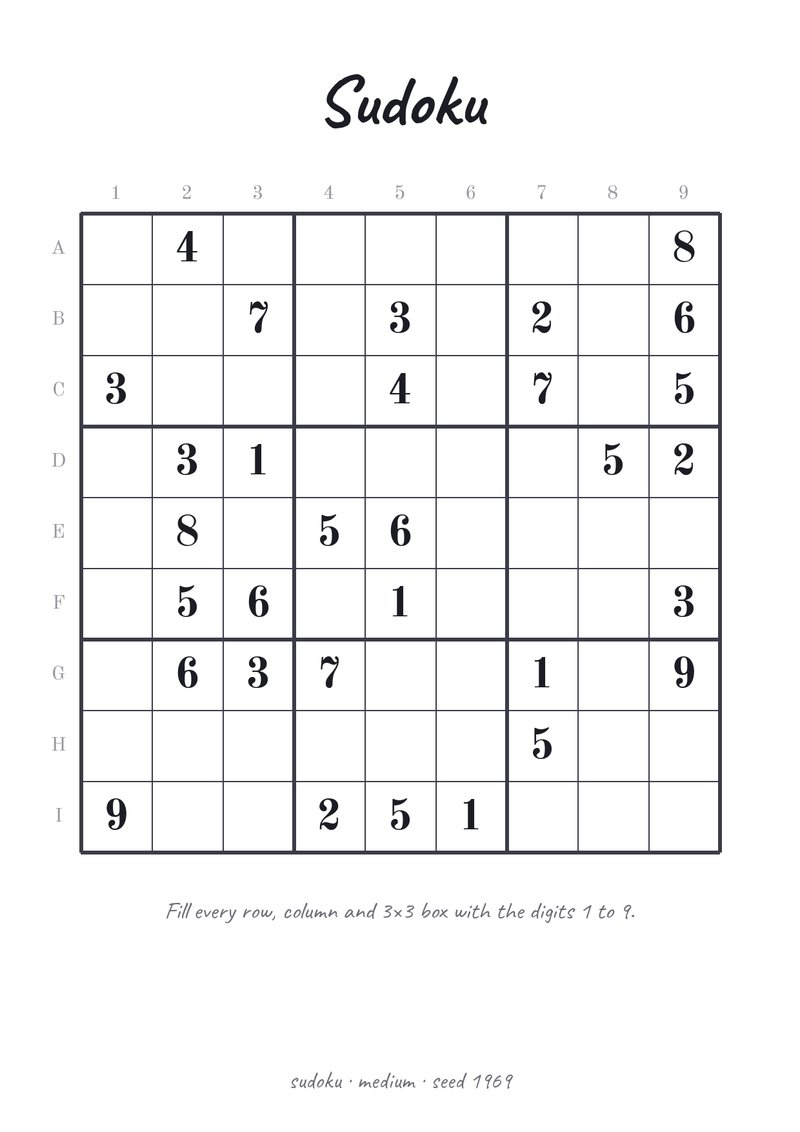 Sudoku
1 2 3 4 5 6 7 8 9
A 4 8
B 7 3 2 6
C 3 4 7 5
D 3 1 5 2
E 8 5 6
F 5 6 1 3
G 6 3 7 1 9
H 5
I 9 2 5 1
Fill every row, column and 3×3 box with the digits 1 to 9.
sudoku · medium · seed 1969